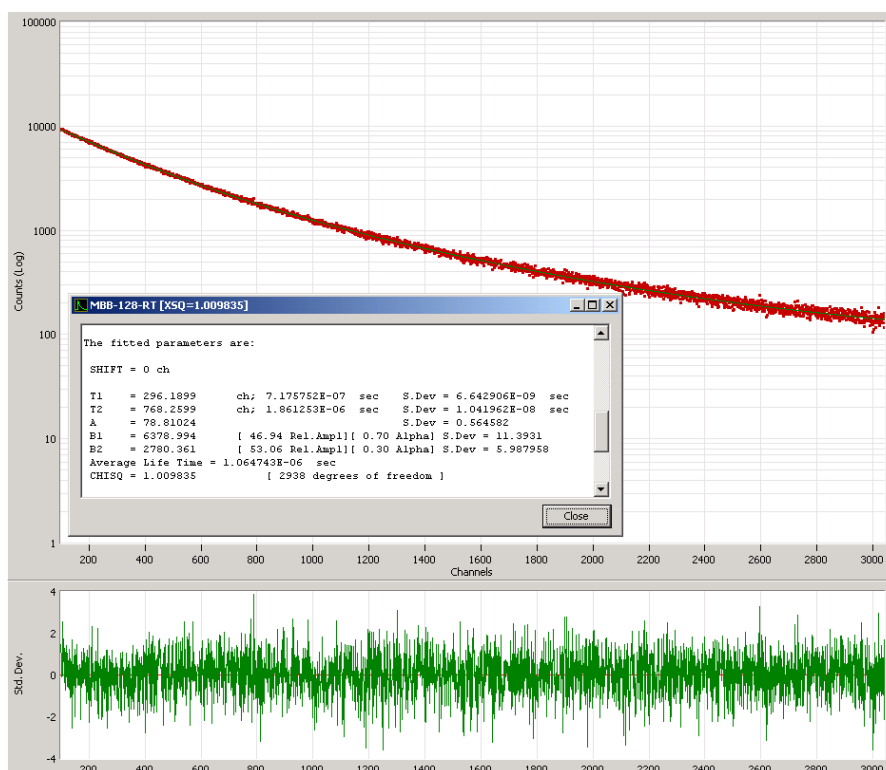 100000
10000
1000
100
10
1
Counts (Log)
MBB-128-RT [XSQ=1.009835]
The fitted parameters are:
SHIFT = 0 ch
T1 = 296.1899 ch; 7.175752E-07 sec S.Dev = 6.642906E-09 sec
T2 = 768.2599 ch; 1.861253E-06 sec S.Dev = 1.041962E-08 sec
A = 78.81024 S.Dev = 0.564582
B1 = 6378.994 [ 46.94 Rel.Ampl][ 0.70 Alpha] S.Dev = 11.3931
B2 = 2780.361 [ 53.06 Rel.Ampl][ 0.30 Alpha] S.Dev = 5.987958
Average Life Time = 1.064743E-06 sec
CHISQ = 1.009835 [ 2938 degrees of freedom ]
Close
200 400 600 800 1000 1200 1400 1600 1800 2000 2200 2400 2600 2800 3000
Channels
4
2
0
-2
-4
Std. Dev.
200 400 600 800 1000 1200 1400 1600 1800 2000 2200 2400 2600 2800 3000